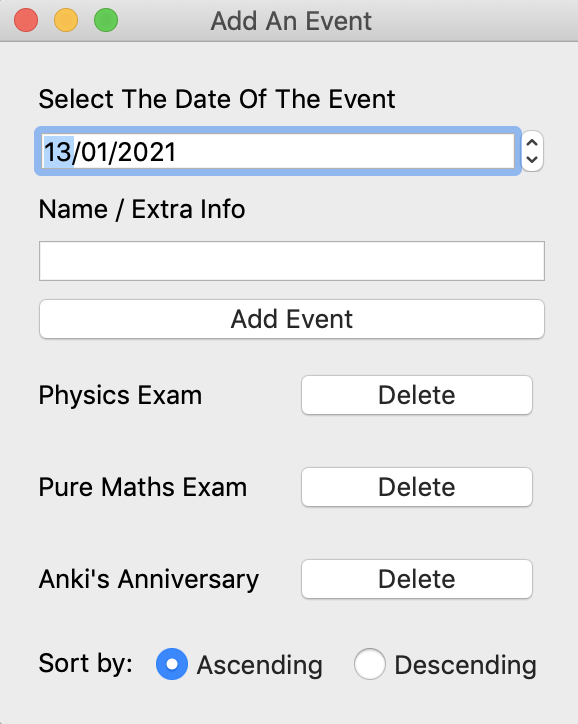 Add An Event
Select The Date Of The Event
13/01/2021
Name / Extra Info
Add Event
Physics Exam Delete
Pure Maths Exam Delete
Anki's Anniversary Delete
Sort by: Ascending Descending